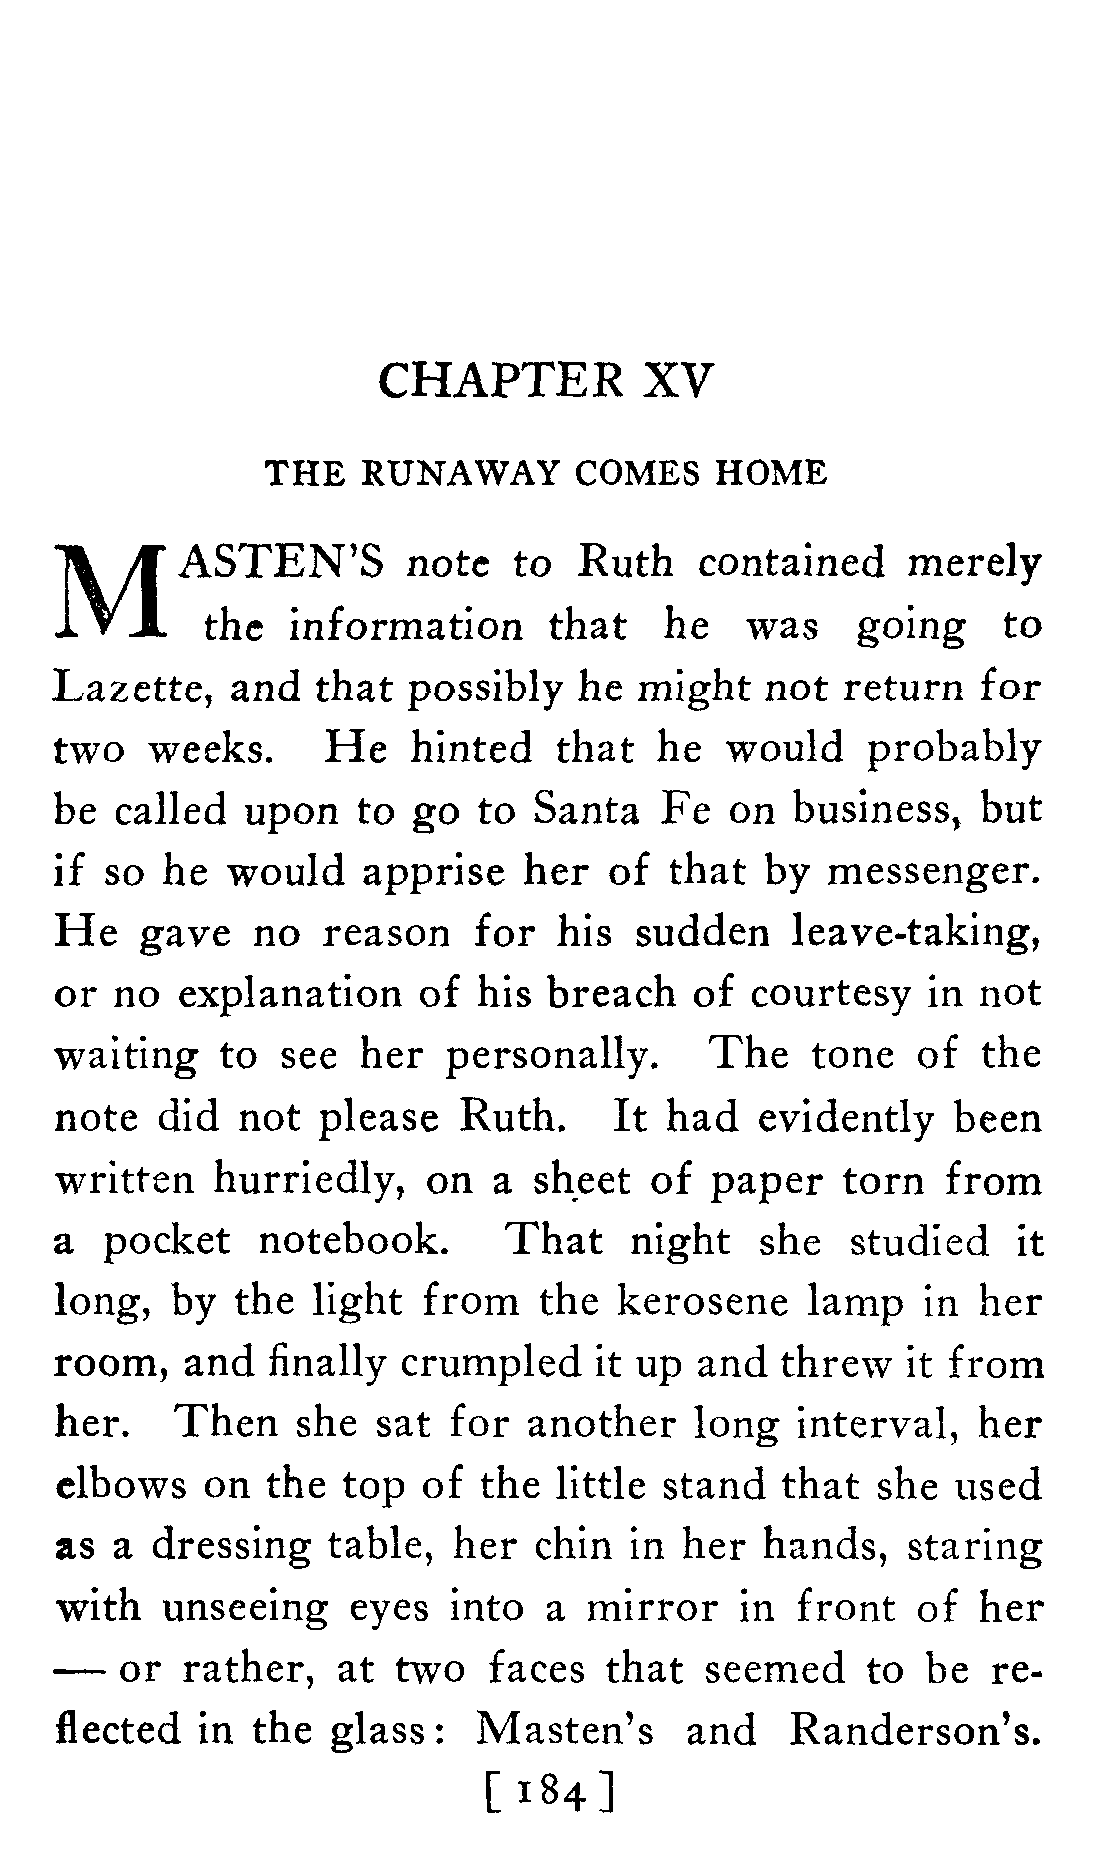 CHAPTER XV
THE RUNAWAY COMES HOME
MASTEN'S note to Ruth contained merely
the information that he was going to
Lazette, and that possibly he might not return for
two weeks. He hinted that he would probably
be called upon to go to Santa Fe on business, but
if so he would apprise her of that by messenger.
He gave no reason for his sudden leave-taking,
or no explanation of his breach of courtesy in not
waiting to see her personally. The tone of the
note did not please Ruth. It had evidently been
written hurriedly, on a sheet of paper torn from
a pocket notebook. That night she studied it
long, by the light from the kerosene lamp in her
room, and finally crumpled it up and threw it from
her. Then she sat for another long interval, her
elbows on the top of the little stand that she used
as a dressing table, her chin in her hands, staring
with unseeing eyes into a mirror in front of her
— or rather, at two faces that seemed to be re-
flected in the glass: Masten's and Randerson's.
[ 184 ]